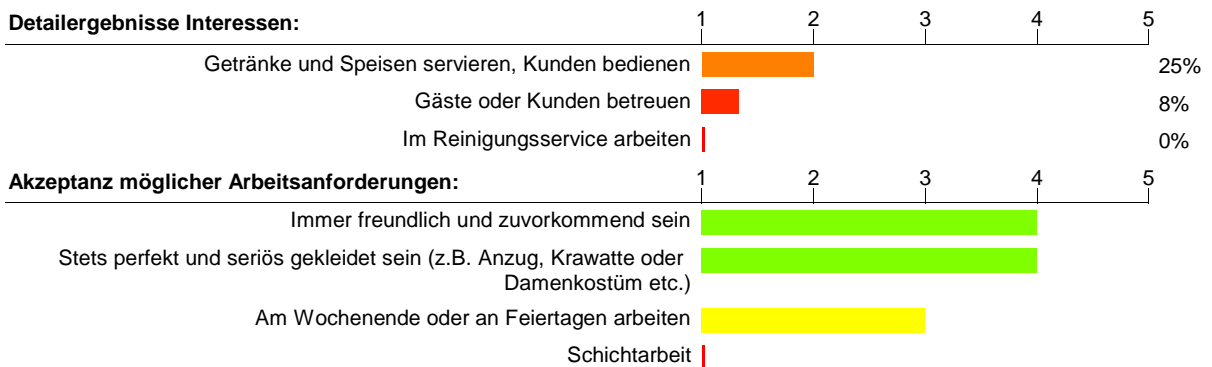 Detailergebnisse Interessen: 1 2 3 4 5
Getränke und Speisen servieren, Kunden bedienen 25%
Gäste oder Kunden betreuen 8%
Im Reinigungsservice arbeiten 0%
Akzeptanz möglicher Arbeitsanforderungen: 1 2 3 4 5
Immer freundlich und zuvorkommend sein
Stets perfekt und seriös gekleidet sein (z.B. Anzug, Krawatte oder
Damenkostüm etc.)
Am Wochenende oder an Feiertagen arbeiten
Schichtarbeit